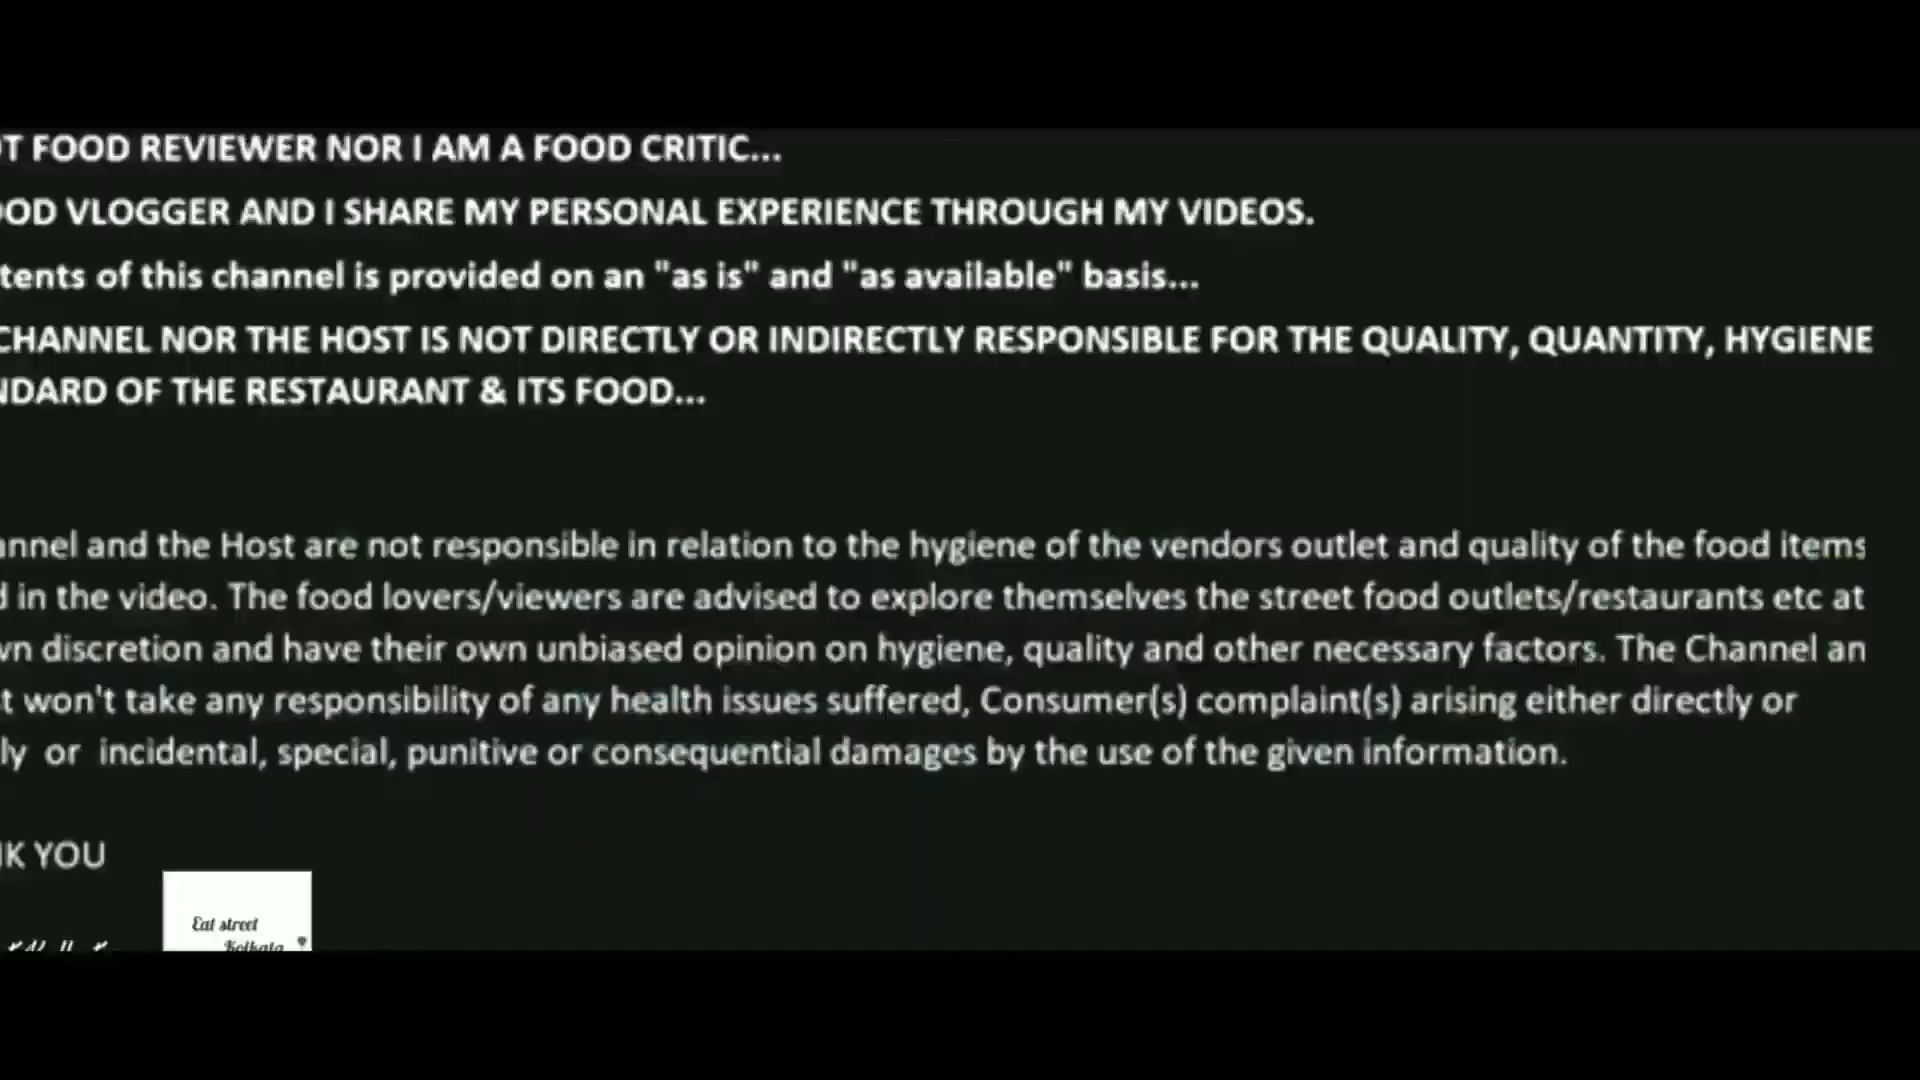 T FOOD REVIEWER NOR I AM A FOOD CRITIC...
OOD VLOGGER AND I SHARE MY PERSONAL EXPERIENCE THROUGH MY VIDEOS.
tents of this channel is provided on an "as is" and "as available" basis...
CHANNEL NOR THE HOST IS NOT DIRECTLY OR INDIRECTLY RESPONSIBLE FOR THE QUALITY, QUANTITY, HYGIENE
NDARD OF THE RESTAURANT & ITS FOOD...
annel and the Host are not responsible in relation to the hygiene of the vendors outlet and quality of the food items
d in the video. The food lovers/viewers are advised to explore themselves the street food outlets/restaurants etc at
wn discretion and have their own unbiased opinion on hygiene, quality and other necessary factors. The Channel an
t won't take any responsibility of any health issues suffered, Consumer(s) complaint(s) arising either directly or
ly or incidental, special, punitive or consequential damages by the use of the given information.
IK YOU
Eat street
Kolkata